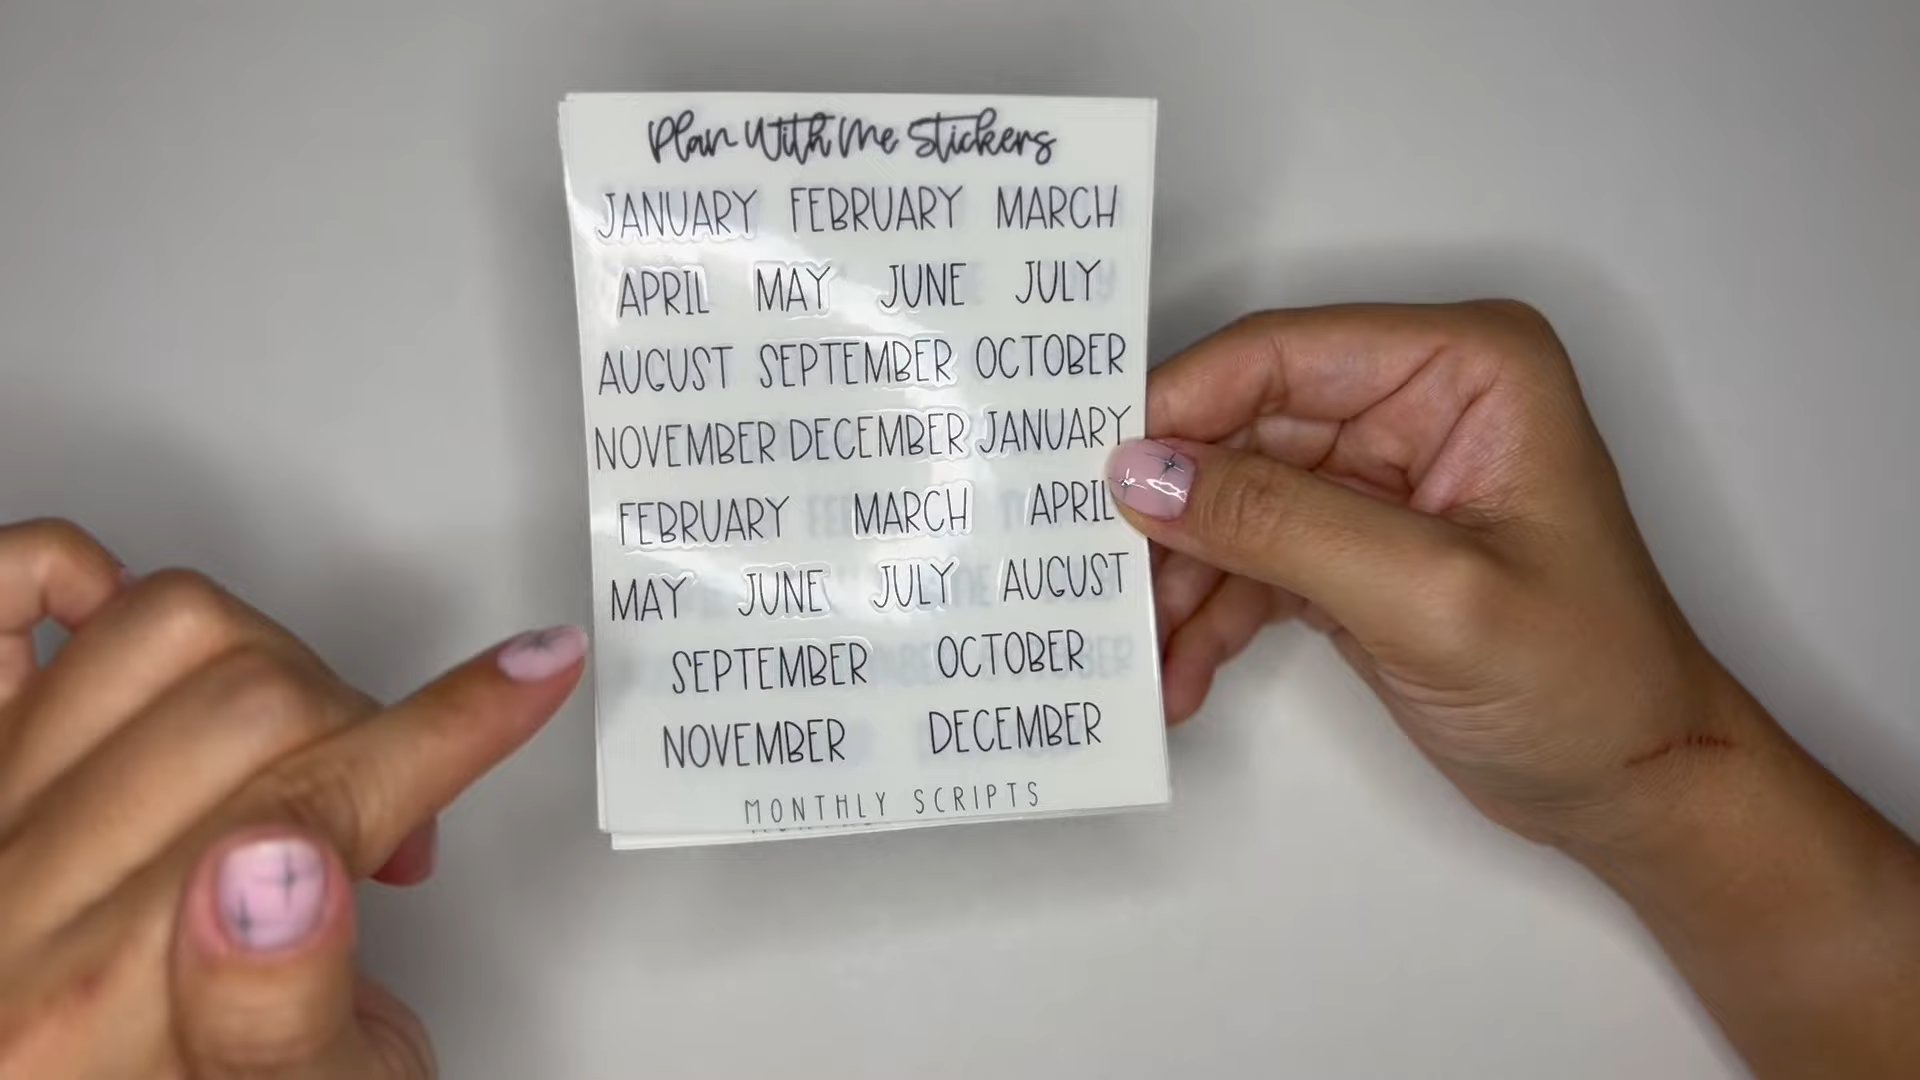 Plan With Me Stickers
JANUARY FEBRUARY MARCH
APRIL MAY JUNE JULY
AUGUST SEPTEMBER OCTOBER
NOVEMBER DECEMBER JANUARY
FEBRUARY MARCH APRIL
MAY JUNE JULY AUGUST
SEPTEMBER OCTOBER
NOVEMBER DECEMBER
MONTHLY SCRIPTS